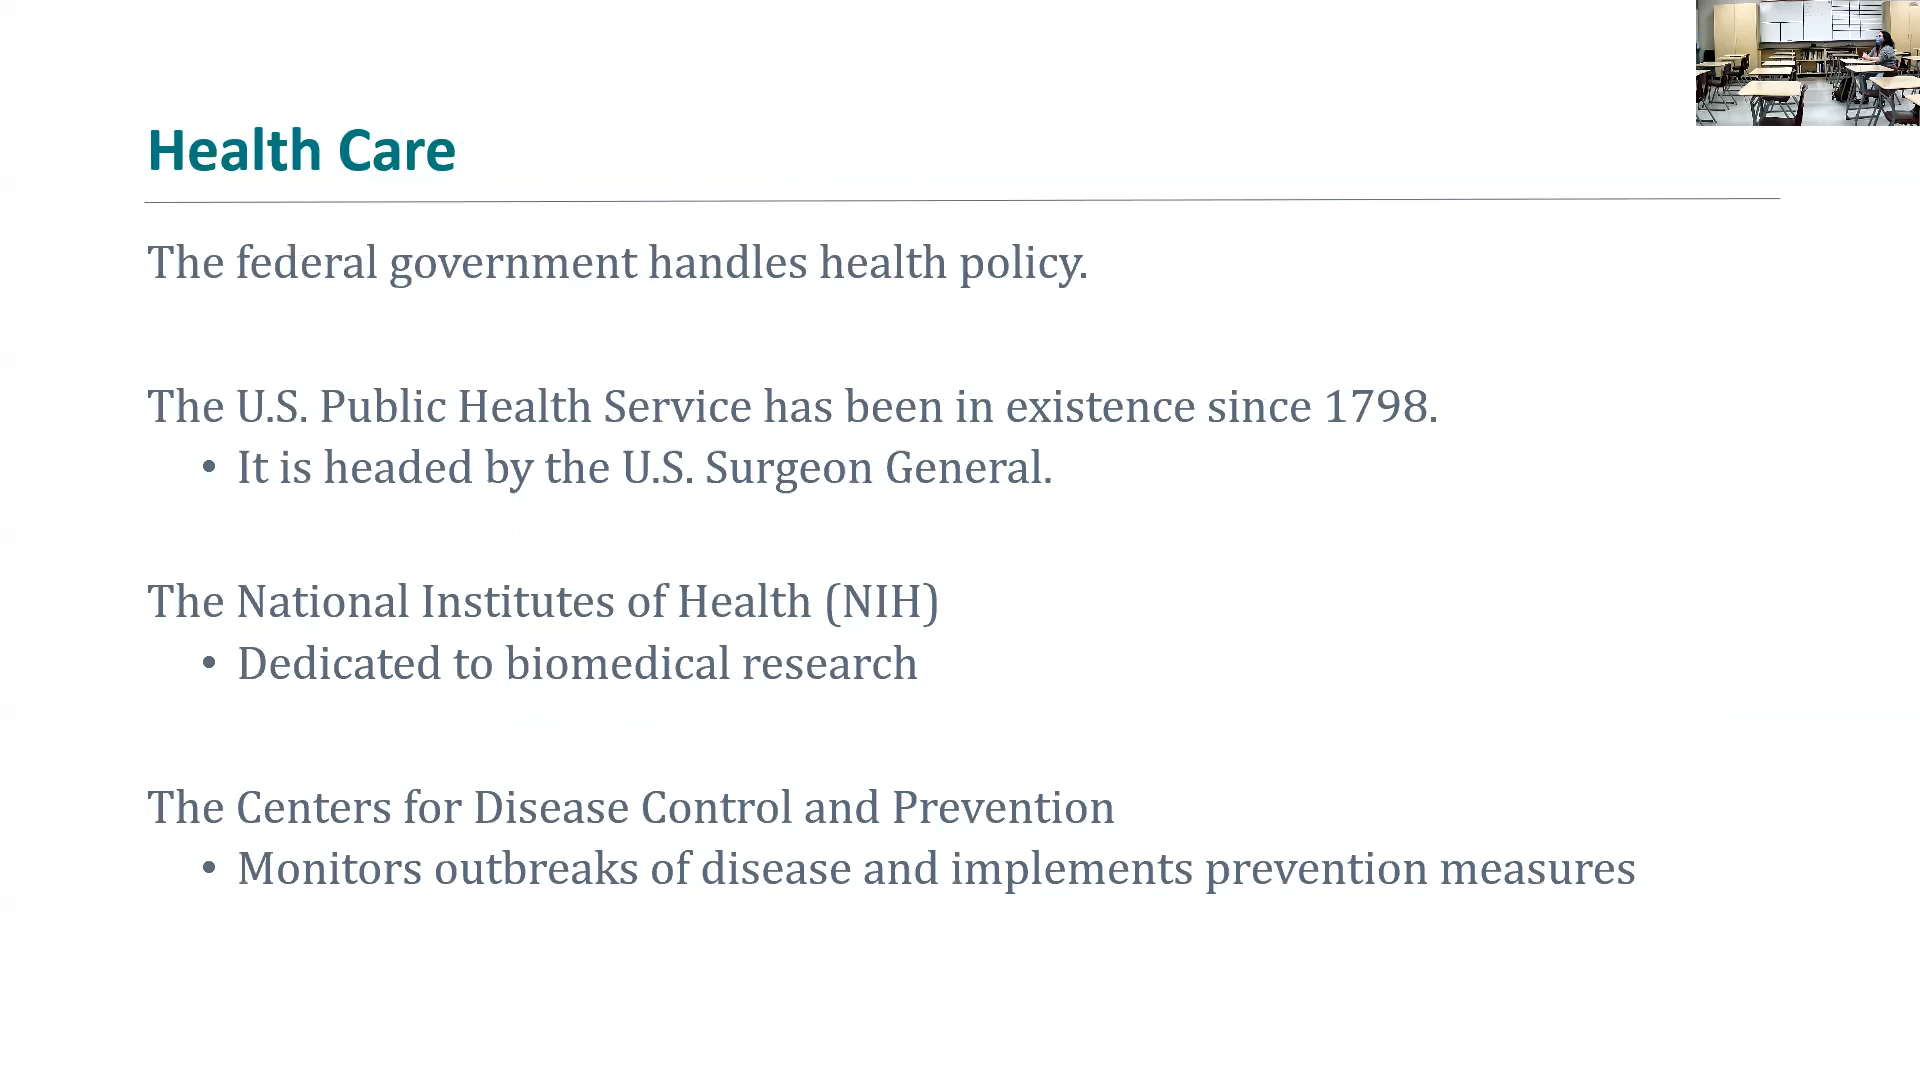 Health Care
The federal government handles health policy.
The U.S. Public Health Service has been in existence since 1798.
• It is headed by the U.S. Surgeon General.
The National Institutes of Health (NIH)
• Dedicated to biomedical research
The Centers for Disease Control and Prevention
• Monitors outbreaks of disease and implements prevention measures